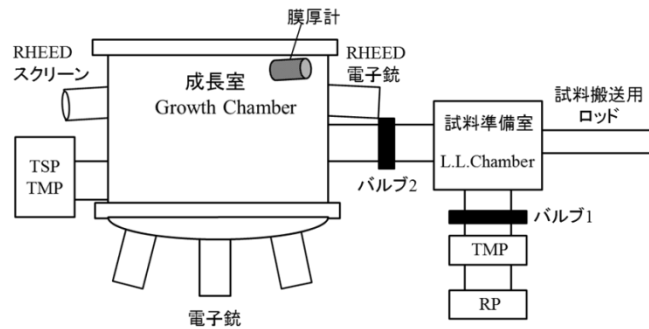 膜厚計
RHEED
スクリーン
成長室
Growth Chamber
RHEED
電子銃
試料準備室
L.L.Chamber
試料搬送用
ロッド
TSP
TMP
バルブ2
バルブ1
TMP
RP
電子銃